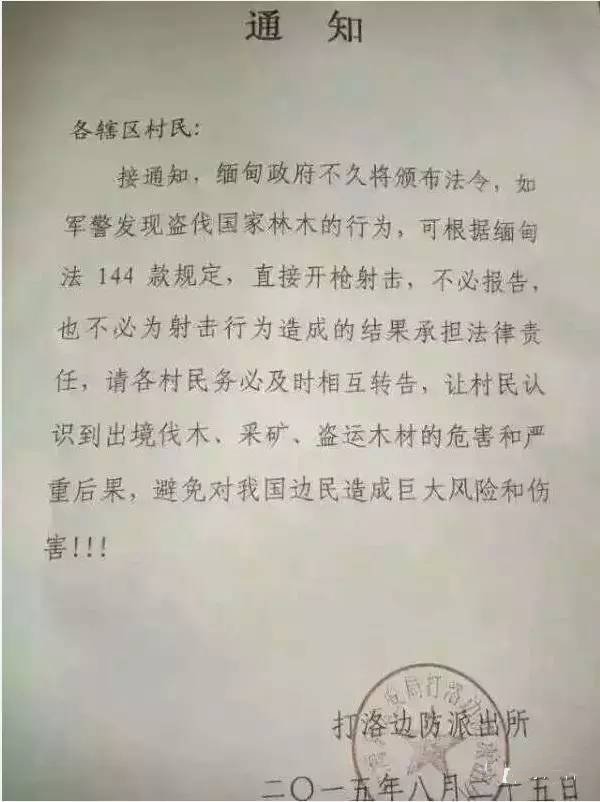 通 知
各辖区村民：
接通知，缅甸政府不久将颁布法令，如
军警发现盗伐国家林木的行为，可根据缅甸
法 144 款规定，直接开枪射击，不必报告，
也不必为射击行为造成的结果承担法律责
任，请各村民务必及时相互转告，让村民认
识到出境伐木、采矿、盗运木材的危害和严
重后果，避免对我国边民造成巨大风险和伤
害！！！
局打洛边
打洛边防派出所
二〇一五年八月二十五日